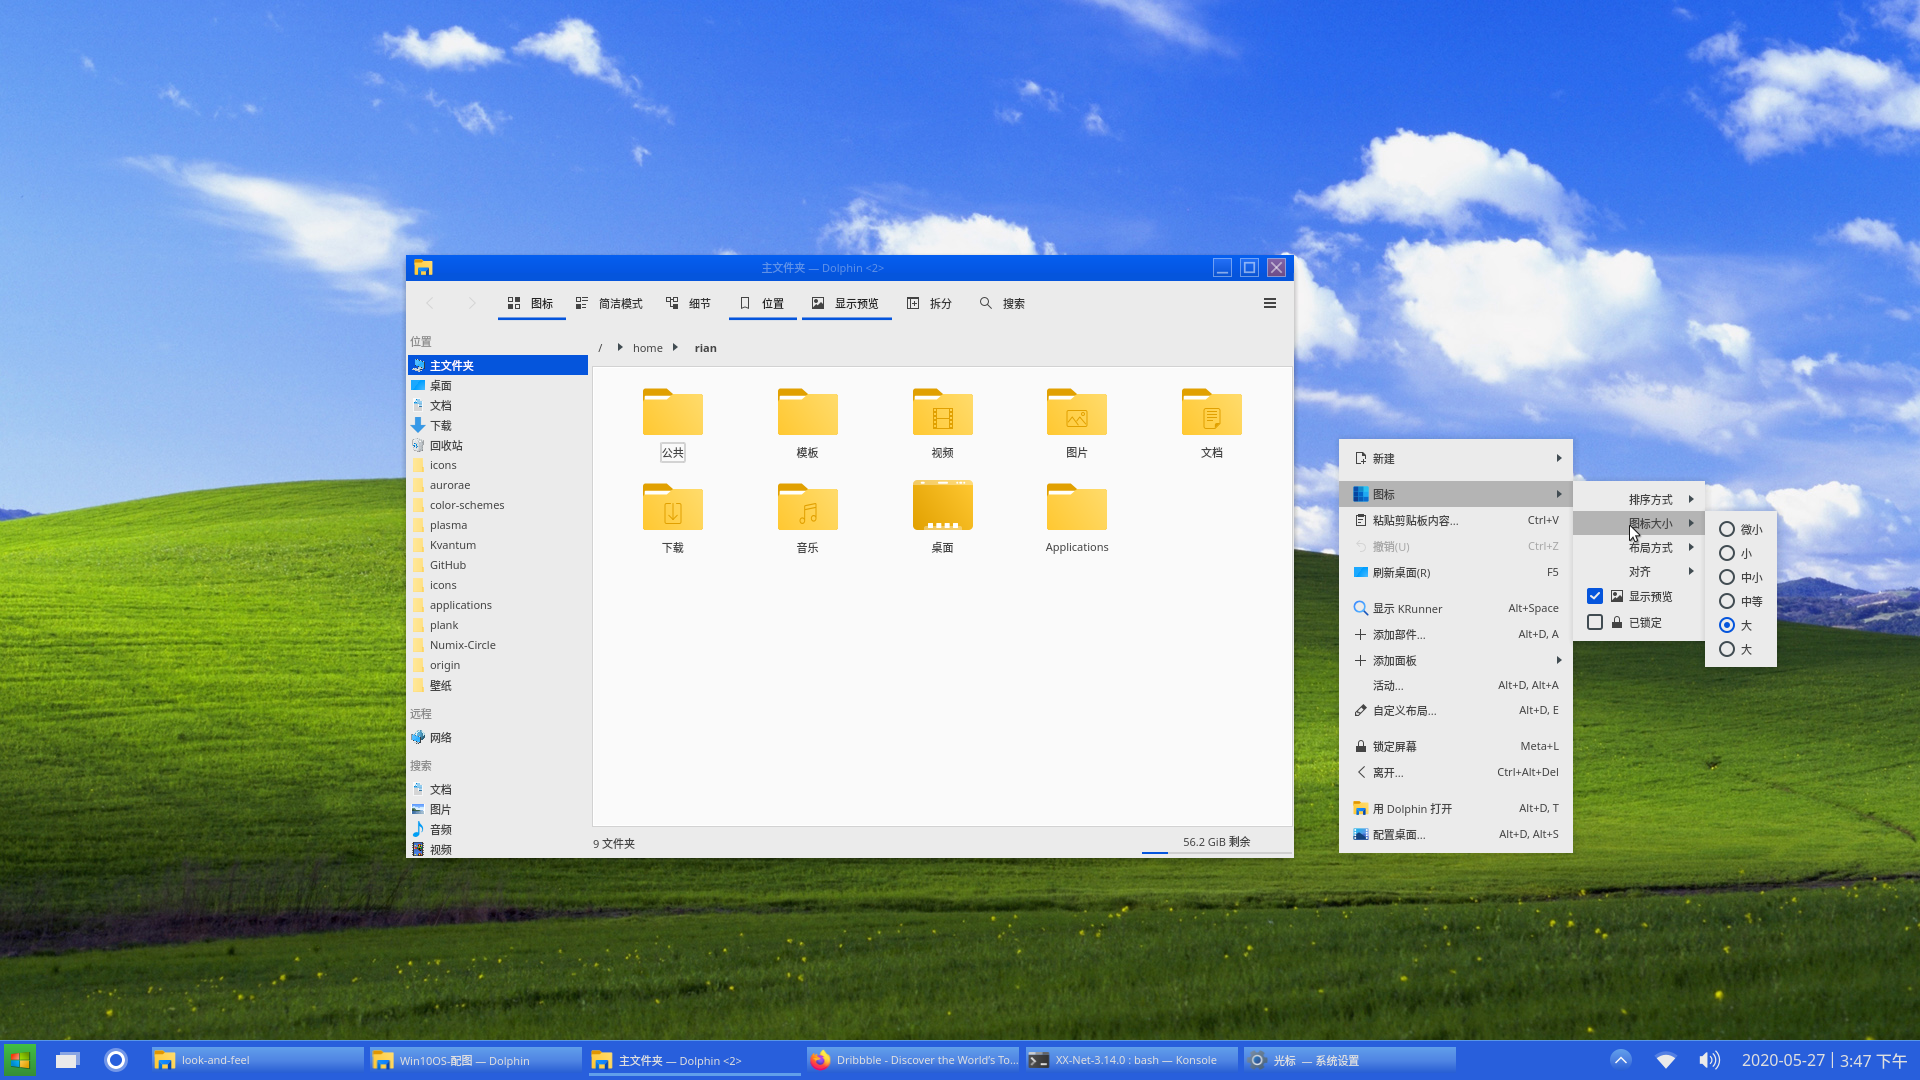 主文件夹 — Dolphin <2>
图标 简洁模式 细节 位置 显示预览 拆分 搜索
/ home rian
位置
主文件夹
桌面
文档
下载
回收站
icons
aurorae
color-schemes
plasma
Kvantum
GitHub
icons
applications
plank
Numix-Circle
origin
壁纸
远程
网络
搜索
文档
图片
音频
视频
公共 模板 视频 图片 文档
下载 音乐 桌面 Applications
9 文件夹 56.2 GiB 剩余
新建
图标
粘贴剪贴板内容... Ctrl+V
撤销(U) Ctrl+Z
刷新桌面(R) F5
显示 KRunner Alt+Space
添加部件... Alt+D, A
添加面板
活动... Alt+D, Alt+A
自定义布局... Alt+D, E
锁定屏幕 Meta+L
离开... Ctrl+Alt+Del
用 Dolphin 打开 Alt+D, T
配置桌面... Alt+D, Alt+S
排序方式
图标大小
布局方式
对齐
显示预览
已锁定
微小
小
中小
中等
大
大
look-and-feel
Win10OS-配图 — Dolphin
主文件夹 — Dolphin <2>
Dribbble - Discover the World's To...
XX-Net-3.14.0 : bash — Konsole
光标 — 系统设置
2020-05-27 | 3:47 下午